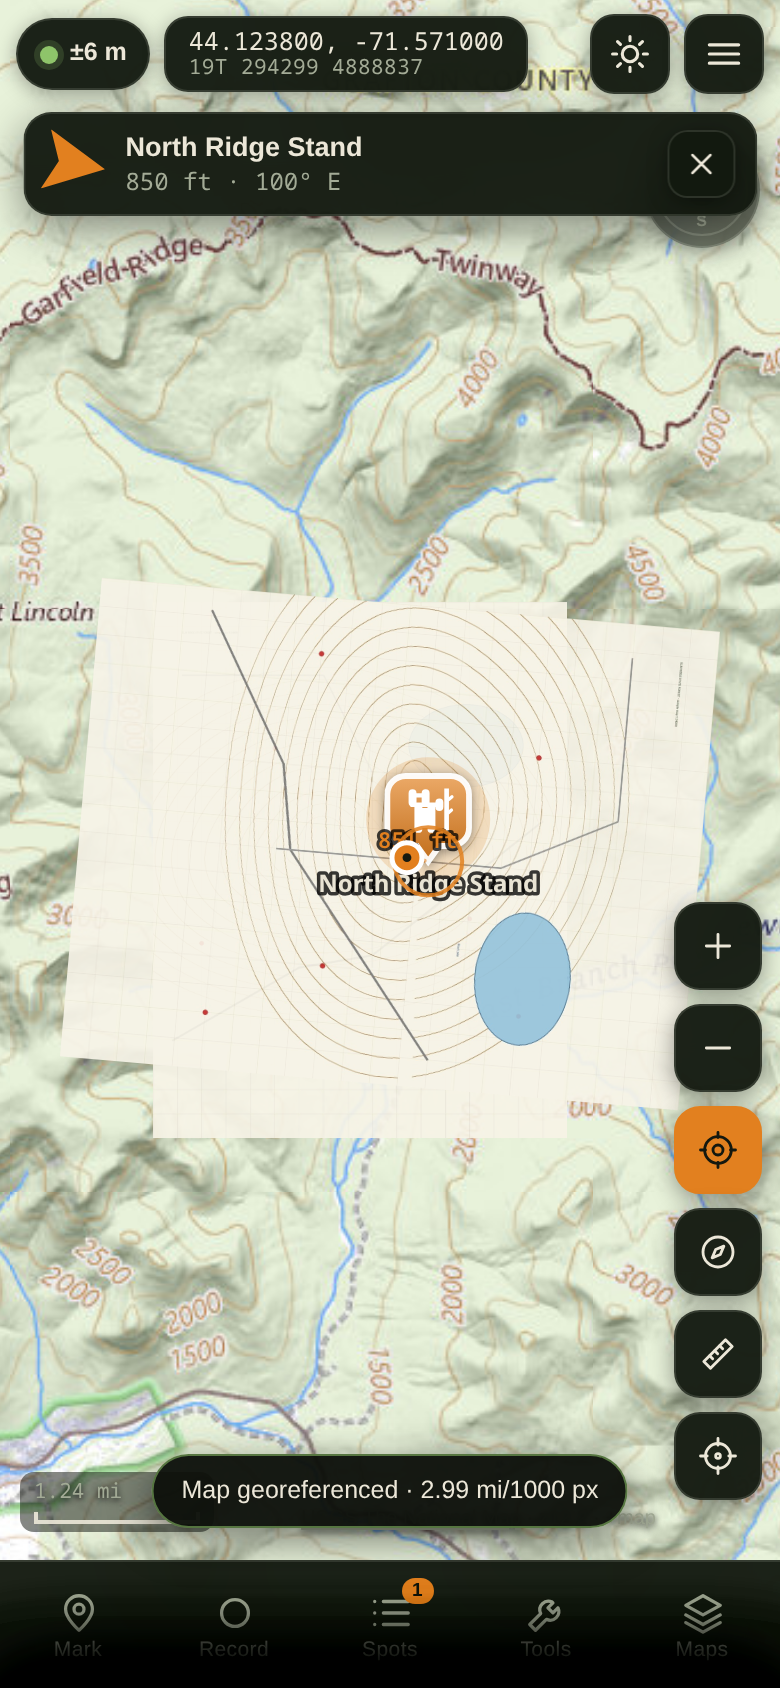 ±6 m
44.123800, -71.571000
19T 294299 4888837
COUNTY
North Ridge Stand
850 ft · 100° E
S
Garfield-Ridge
Twinway
4000
4000
3500
2500
4500
t Lincoln
North Ridge Stand
2500
2000
2000
1500
2000
3000
1500
1.24 mi
Map georeferenced · 2.99 mi/1000 px
1
Mark
Record
Spots
Tools
Maps